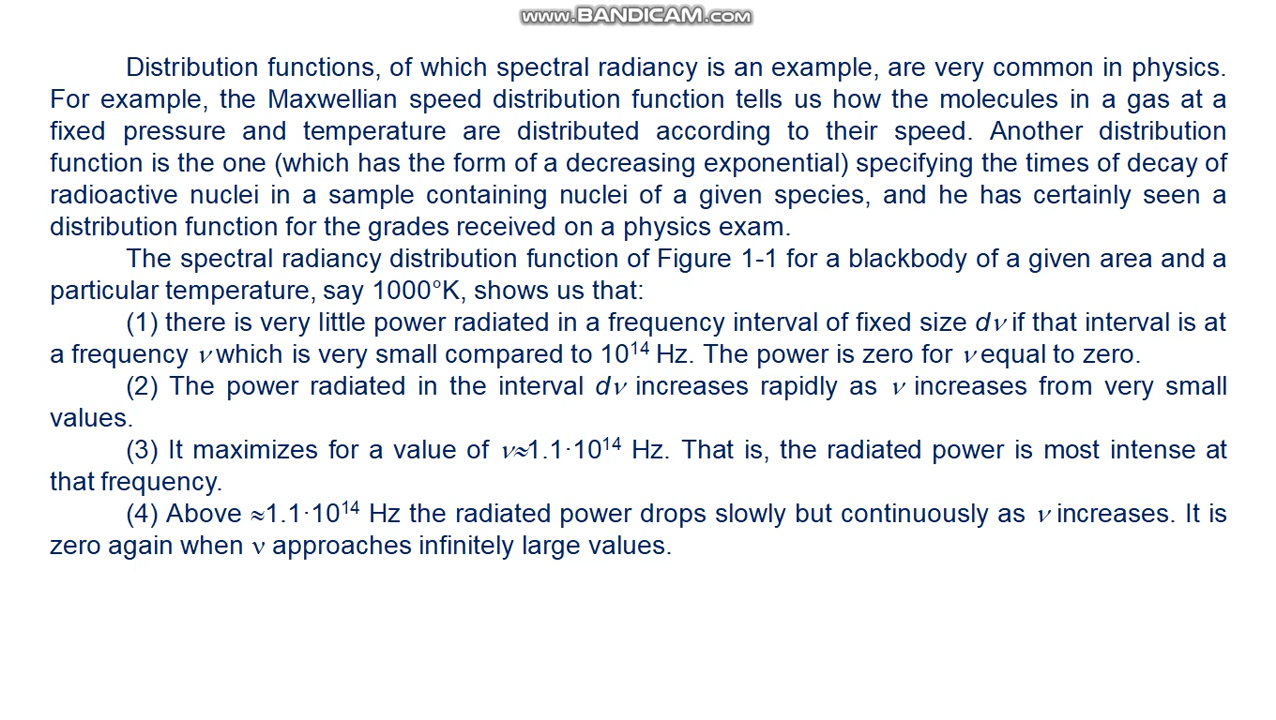 www.BANDICAM.com
Distribution functions, of which spectral radiancy is an example, are very common in physics.
For example, the Maxwellian speed distribution function tells us how the molecules in a gas at a
fixed pressure and temperature are distributed according to their speed. Another distribution
function is the one (which has the form of a decreasing exponential) specifying the times of decay of
radioactive nuclei in a sample containing nuclei of a given species, and he has certainly seen a
distribution function for the grades received on a physics exam.
The spectral radiancy distribution function of Figure 1-1 for a blackbody of a given area and a
particular temperature, say 1000°K, shows us that:
(1) there is very little power radiated in a frequency interval of fixed size dν if that interval is at
a frequency ν which is very small compared to 10¹⁴ Hz. The power is zero for ν equal to zero.
(2) The power radiated in the interval dν increases rapidly as ν increases from very small
values.
(3) It maximizes for a value of ν≈1.1·10¹⁴ Hz. That is, the radiated power is most intense at
that frequency.
(4) Above ≈1.1·10¹⁴ Hz the radiated power drops slowly but continuously as ν increases. It is
zero again when ν approaches infinitely large values.